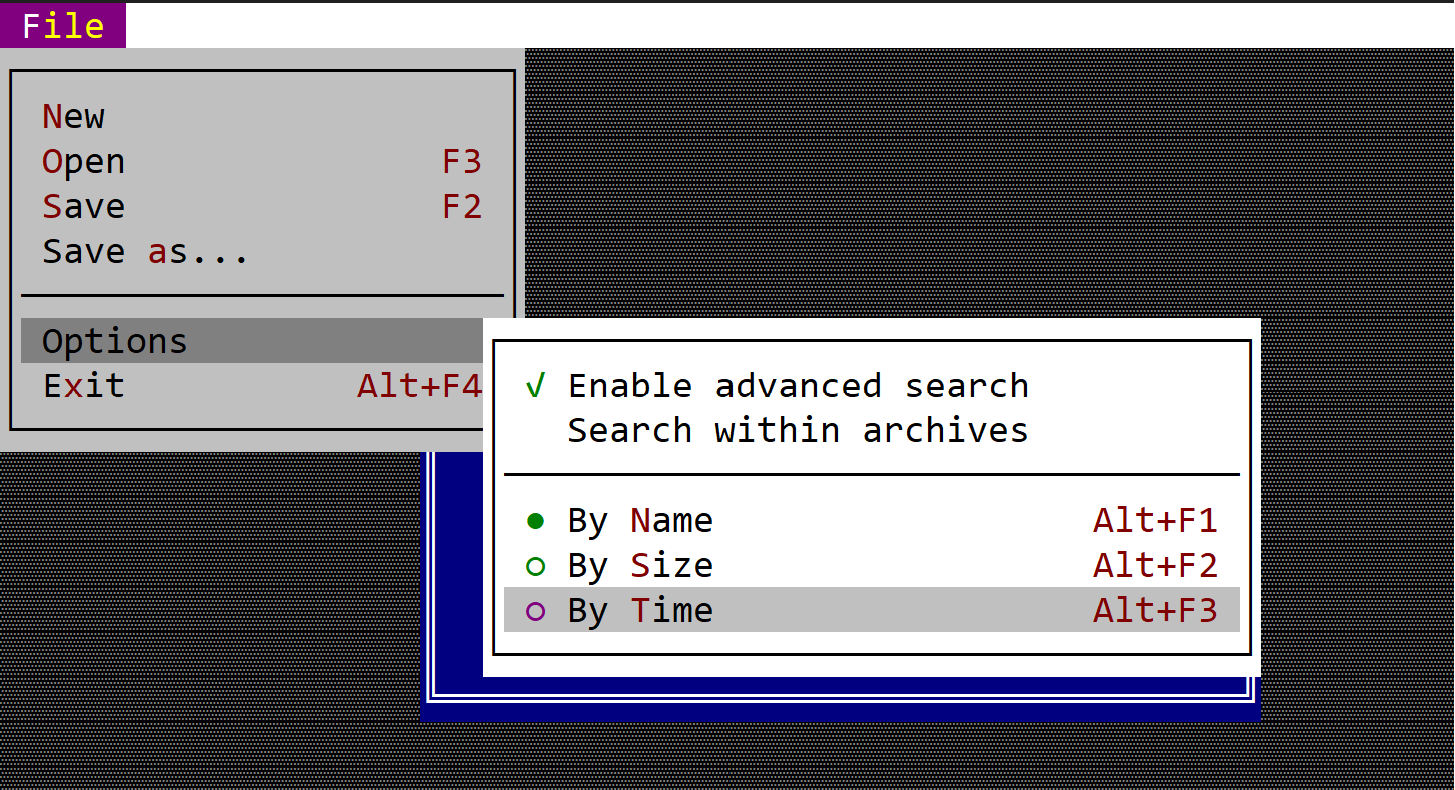 File
New
Open F3
Save F2
Save as...
Options
Exit Alt+F4
√ Enable advanced search
Search within archives
● By Name Alt+F1
○ By Size Alt+F2
○ By Time Alt+F3